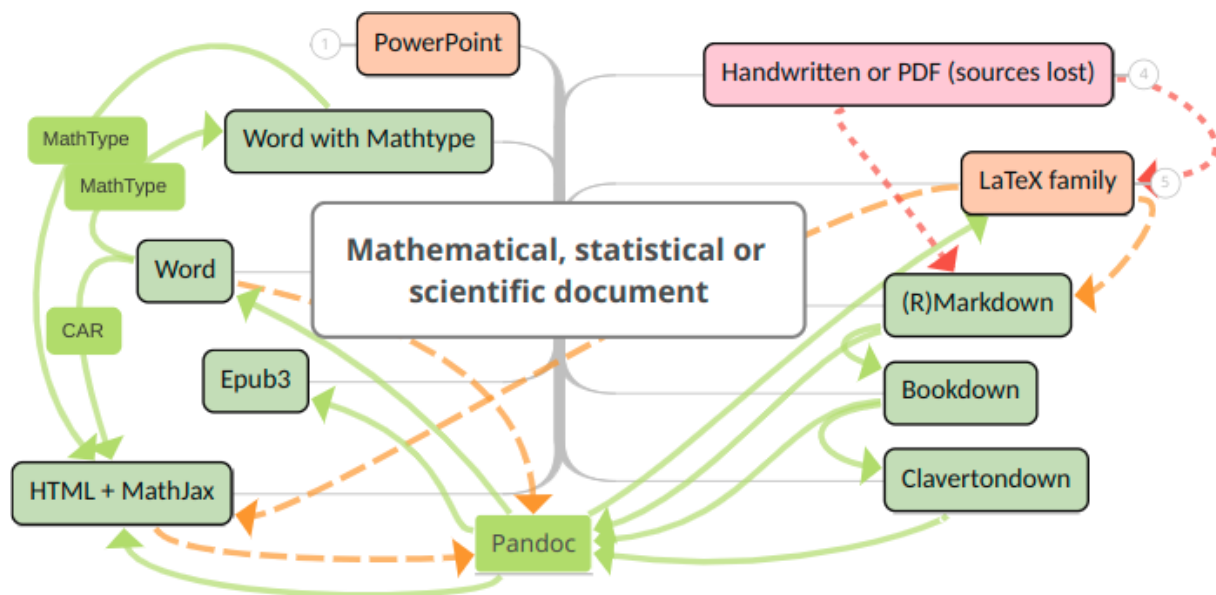 1
PowerPoint
Handwritten or PDF (sources lost)
4
MathType
Word with Mathtype
MathType
LaTeX family
5
Mathematical, statistical or
scientific document
Word
(R)Markdown
CAR
Epub3
Bookdown
HTML + MathJax
Clavertondown
Pandoc